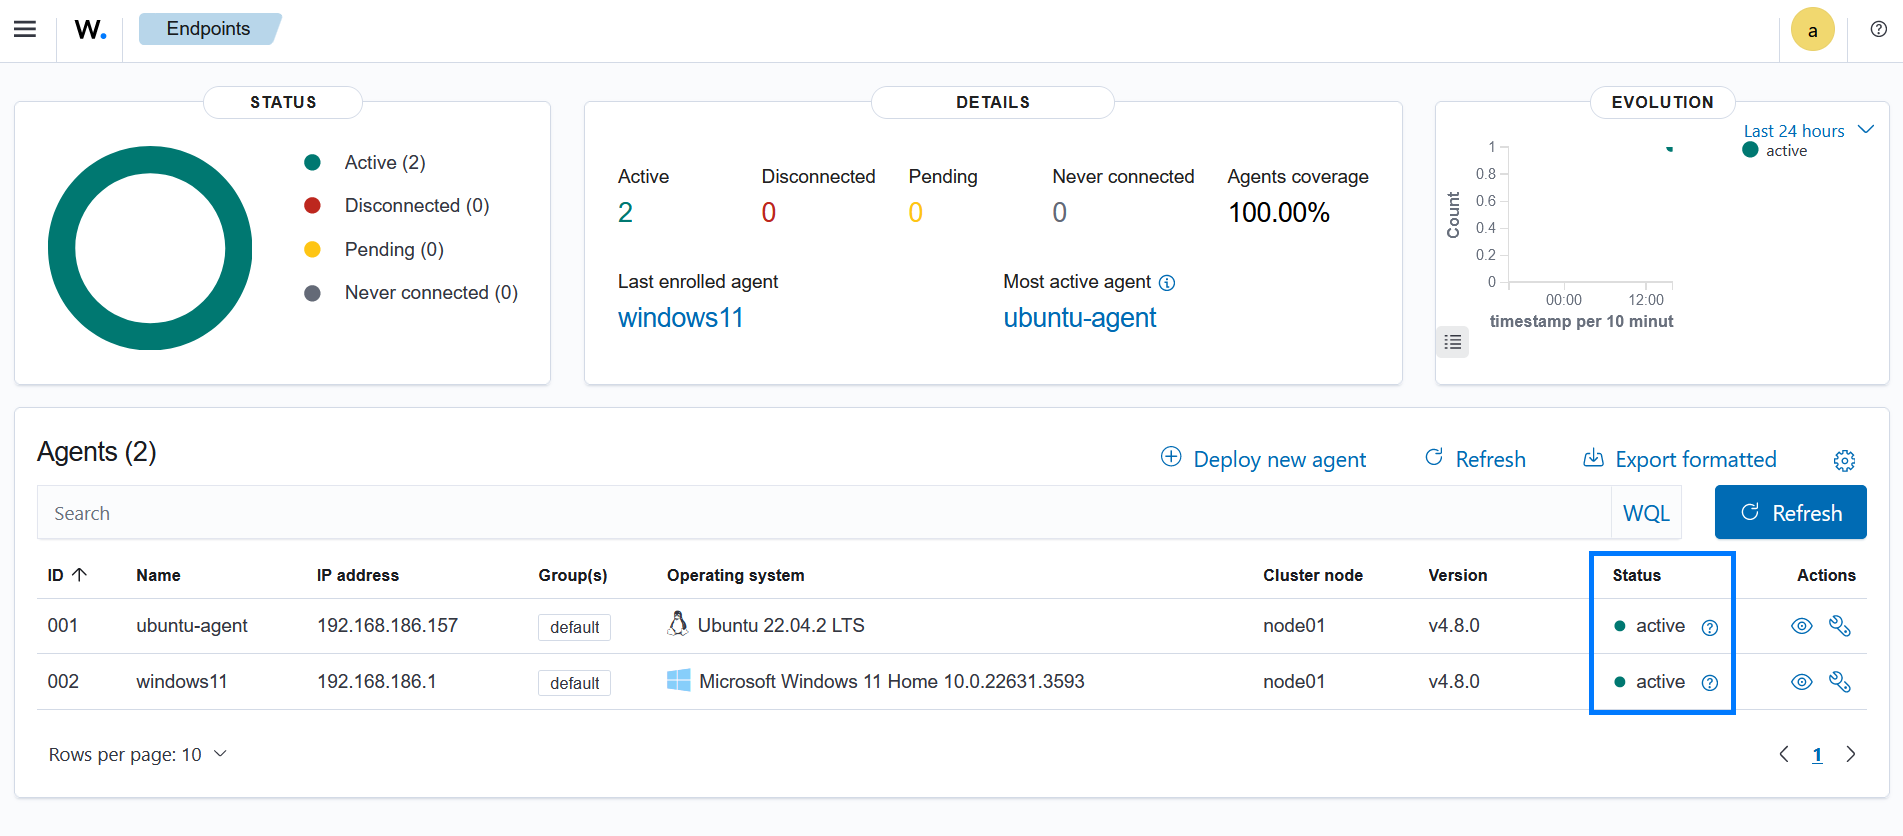 W. Endpoints a
STATUS
Active (2)
Disconnected (0)
Pending (0)
Never connected (0)
DETAILS
Active Disconnected Pending Never connected Agents coverage
2 0 0 0 100.00%
Last enrolled agent Most active agent
windows11 ubuntu-agent
EVOLUTION
Last 24 hours
active
1
0.8
0.6
0.4
0.2
0
Count
00:00 12:00
timestamp per 10 minut
Agents (2)
Deploy new agent Refresh Export formatted
Search WQL Refresh
ID Name IP address Group(s) Operating system Cluster node Version Status Actions
001 ubuntu-agent 192.168.186.157 default Ubuntu 22.04.2 LTS node01 v4.8.0 active ?
002 windows11 192.168.186.1 default Microsoft Windows 11 Home 10.0.22631.3593 node01 v4.8.0 active ?
Rows per page: 10 1